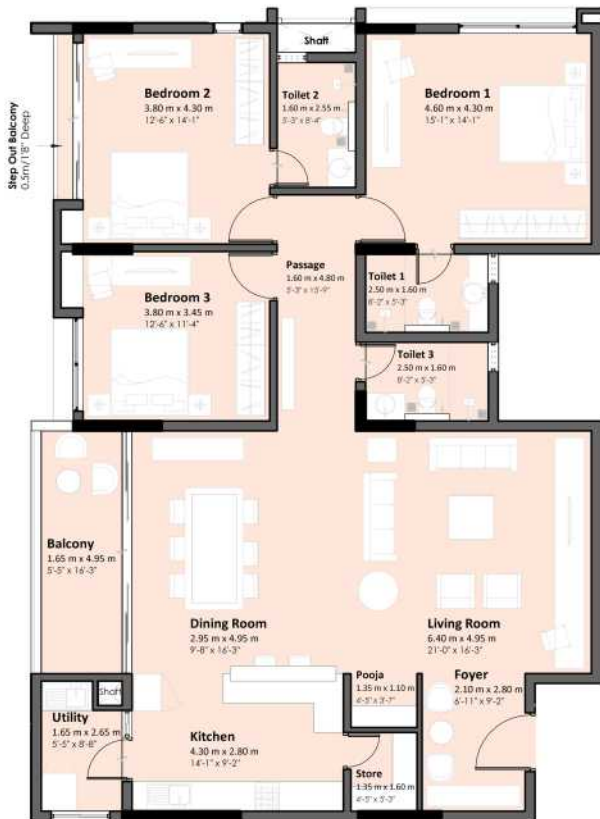 Shaft
Bedroom 2
3.80 m x 4.30 m
12'-6" x 14'-1"
Toilet 2
1.60 m x 2.55 m
5'-3" x 8'-4"
Bedroom 1
4.60 m x 4.30 m
15'-1" x 14'-1"
Step Out Balcony
0.5m/1'8" Deep
Passage
1.60 m x 4.80 m
5'-3" x 15'-9"
Toilet 1
2.50 m x 1.60 m
8'-2" x 5'-3"
Bedroom 3
3.80 m x 3.45 m
12'-6" x 11'-4"
Toilet 3
2.50 m x 1.60 m
8'-2" x 5'-3"
Balcony
1.65 m x 4.95 m
5'-5" x 16'-3"
Dining Room
2.95 m x 4.95 m
9'-8" x 16'-3"
Living Room
6.40 m x 4.95 m
21'-0" x 16'-3"
Pooja
1.35 m x 1.10 m
4'-5" x 3'-7"
Foyer
2.10 m x 2.80 m
6'-11" x 9'-2"
Shaft
Utility
1.65 m x 2.65 m
5'-5" x 8'-8"
Kitchen
4.30 m x 2.80 m
14'-1" x 9'-2"
Store
1.35 m x 1.60 m
4'-5" x 5'-3"